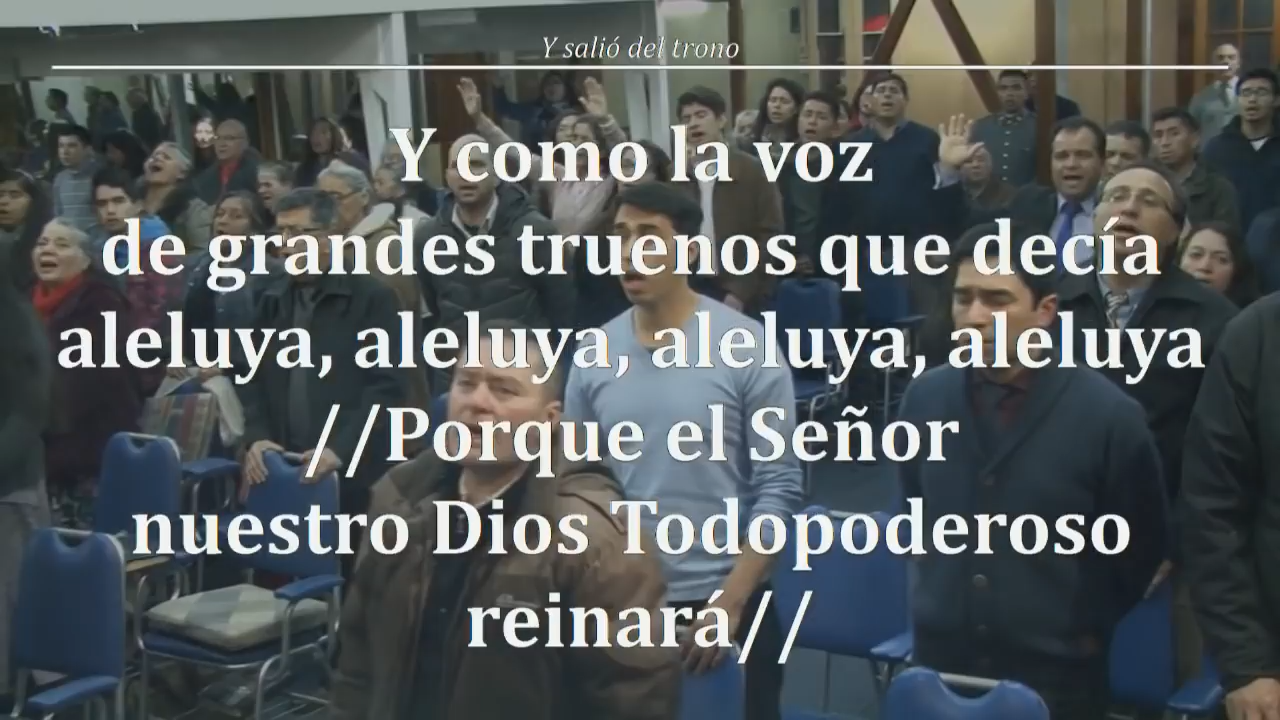 Y salió del trono
Y como la voz
de grandes truenos que decía
aleluya, aleluya, aleluya, aleluya
//Porque el Señor
nuestro Dios Todopoderoso
reinará//